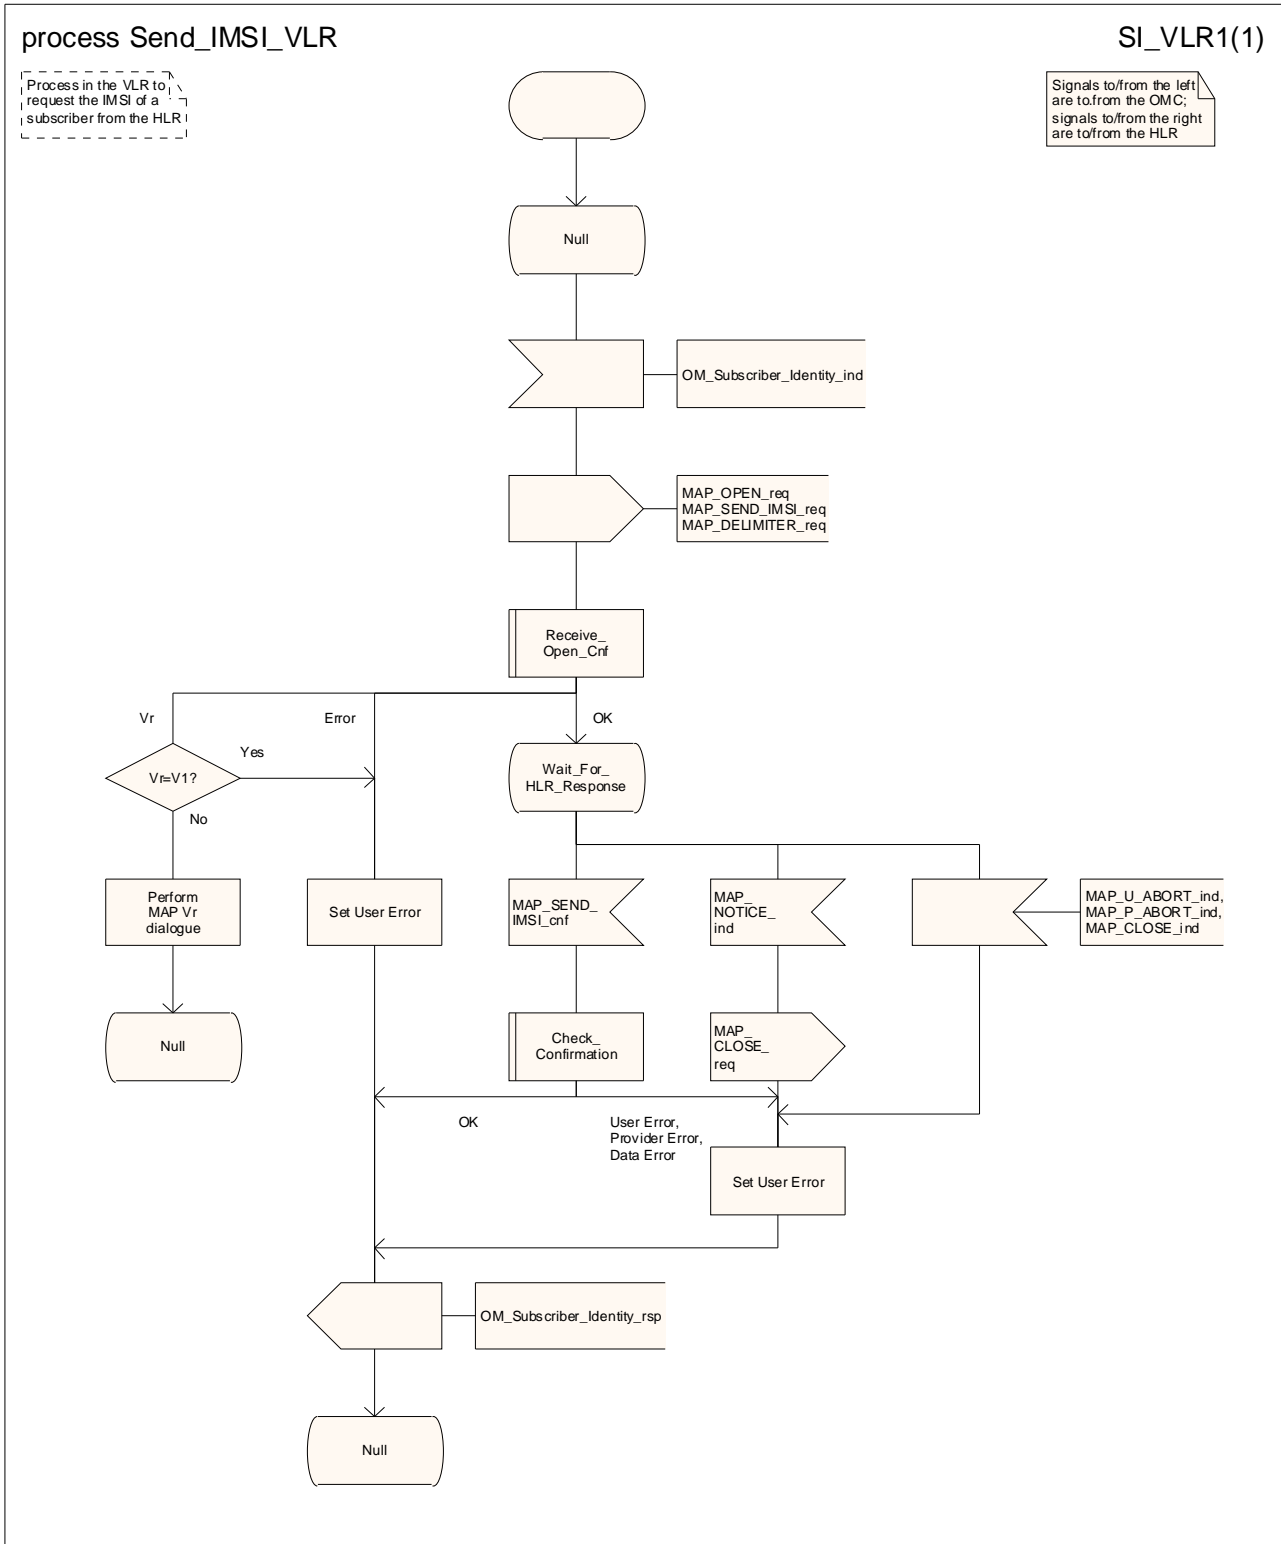 process Send_IMSI_VLR
SI_VLR1(1)
Process in the VLR to
request the IMSI of a
subscriber from the HLR
Signals to/from the left
are to.from the OMC;
signals to/from the right
are to/from the HLR
Null
OM_Subscriber_Identity_ind
MAP_OPEN_req
MAP_SEND_IMSI_req
MAP_DELIMITER_req
Receive_
Open_Cnf
Vr
Error
OK
Yes
Vr=V1?
Wait_For_
HLR_Response
No
Perform
MAP Vr
dialogue
Set User Error
MAP_SEND_
IMSI_cnf
MAP_
NOTICE_
ind
MAP_U_ABORT_ind,
MAP_P_ABORT_ind,
MAP_CLOSE_ind
Null
Check_
Confirmation
MAP_
CLOSE_
req
OK
User Error,
Provider Error,
Data Error
Set User Error
OM_Subscriber_Identity_rsp
Null